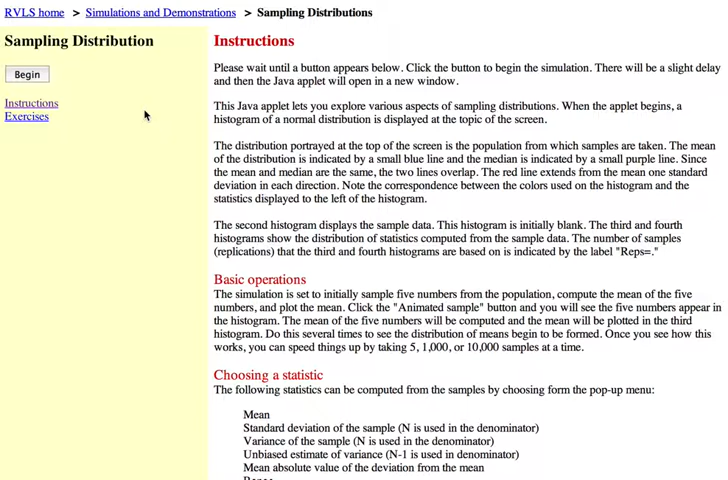 RVLS home > Simulations and Demonstrations > Sampling Distributions
Sampling Distribution
Begin
Instructions
Exercises
Instructions
Please wait until a button appears below. Click the button to begin the simulation. There will be a slight delay
and then the Java applet will open in a new window.
This Java applet lets you explore various aspects of sampling distributions. When the applet begins, a
histogram of a normal distribution is displayed at the topic of the screen.
The distribution portrayed at the top of the screen is the population from which samples are taken. The mean
of the distribution is indicated by a small blue line and the median is indicated by a small purple line. Since
the mean and median are the same, the two lines overlap. The red line extends from the mean one standard
deviation in each direction. Note the correspondence between the colors used on the histogram and the
statistics displayed to the left of the histogram.
The second histogram displays the sample data. This histogram is initially blank. The third and fourth
histograms show the distribution of statistics computed from the sample data. The number of samples
(replications) that the third and fourth histograms are based on is indicated by the label "Reps=."
Basic operations
The simulation is set to initially sample five numbers from the population, compute the mean of the five
numbers, and plot the mean. Click the "Animated sample" button and you will see the five numbers appear in
the histogram. The mean of the five numbers will be computed and the mean will be plotted in the third
histogram. Do this several times to see the distribution of means begin to be formed. Once you see how this
works, you can speed things up by taking 5, 1,000, or 10,000 samples at a time.
Choosing a statistic
The following statistics can be computed from the samples by choosing form the pop-up menu:
Mean
Standard deviation of the sample (N is used in the denominator)
Variance of the sample (N is used in the denominator)
Unbiased estimate of variance (N-1 is used in denominator)
Mean absolute value of the deviation from the mean